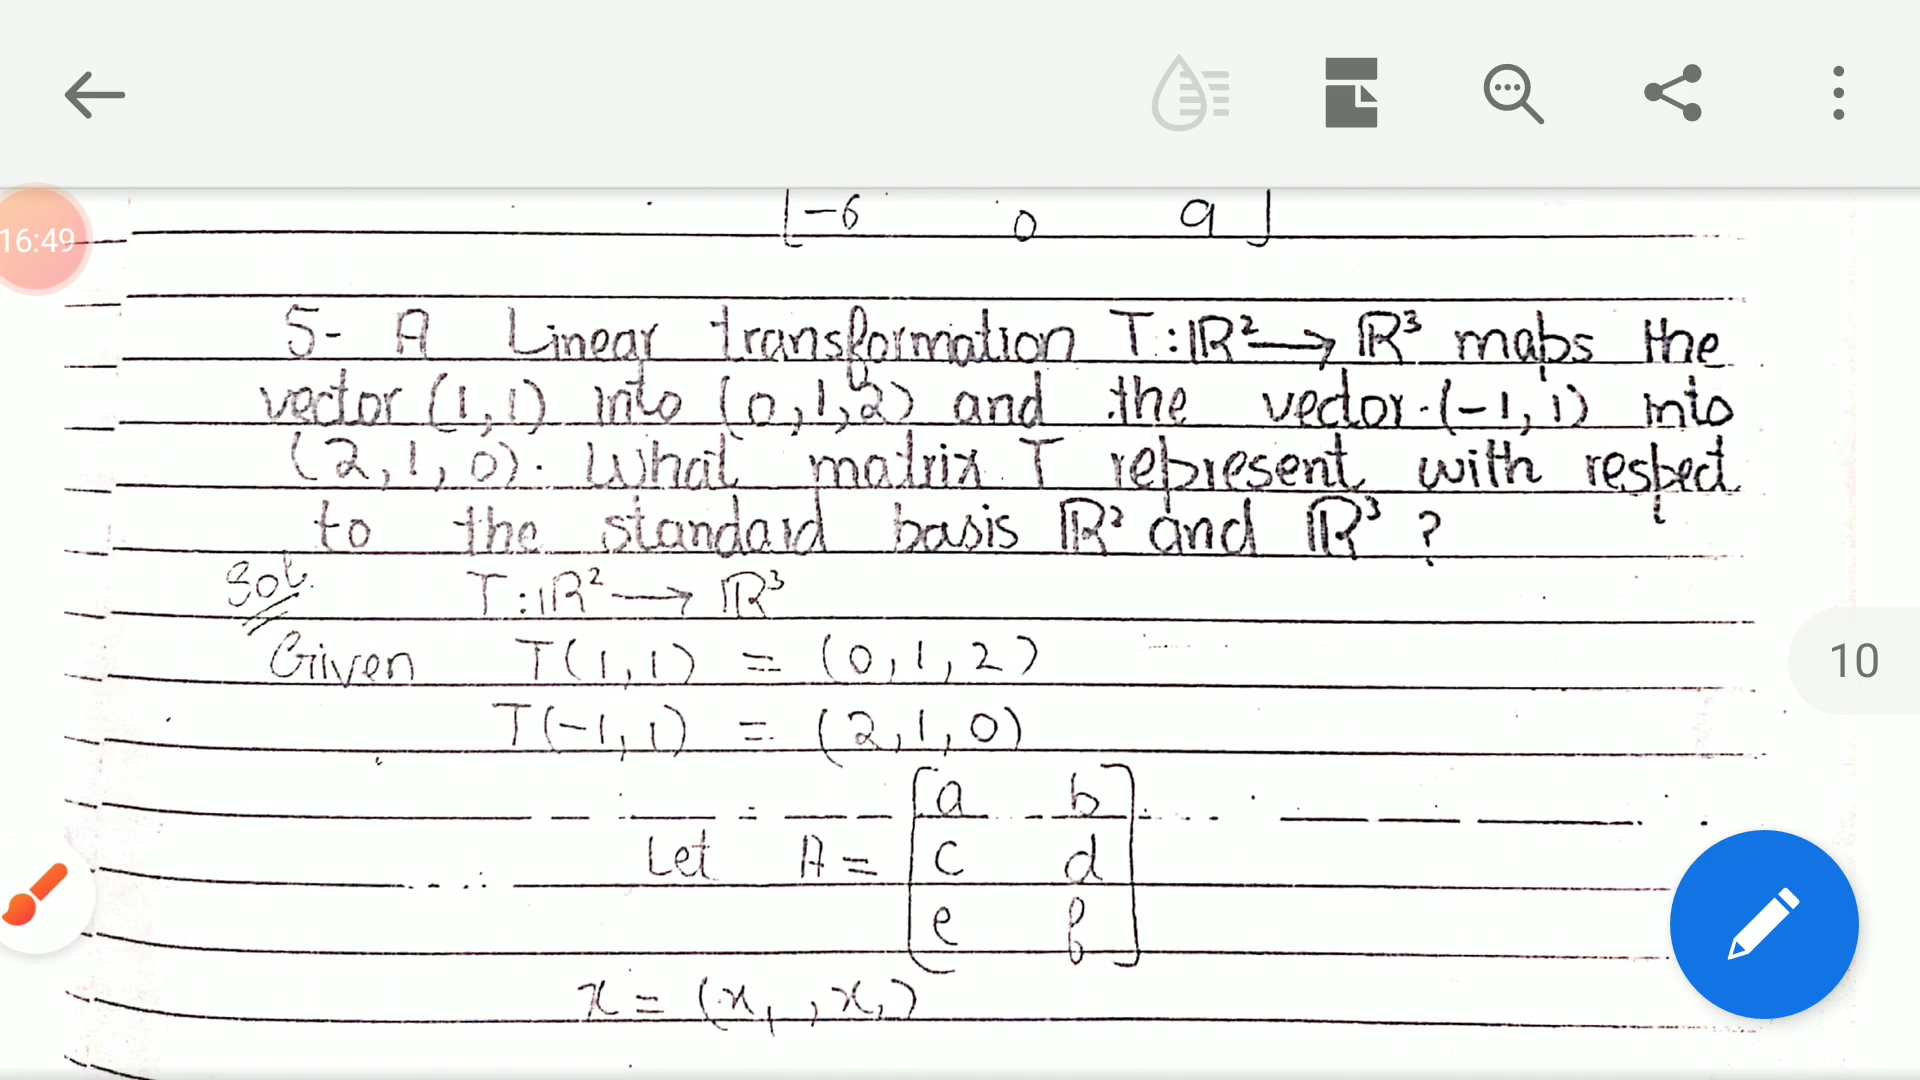 16:49
[-6 0 9]
5- A Linear transformation T:ℝ²→ℝ³ maps the
vector (1,1) into (0,1,2) and the vector (-1,1) into
(2,1,0). What matrix T represent with respect
to the standard basis ℝ² and ℝ³ ?
Sol. T:ℝ²→ℝ³
Given T(1,1) = (0,1,2)
T(-1,1) = (2,1,0)
10
[a b
Let A = c d
e f]
x = (x₁, x₂)